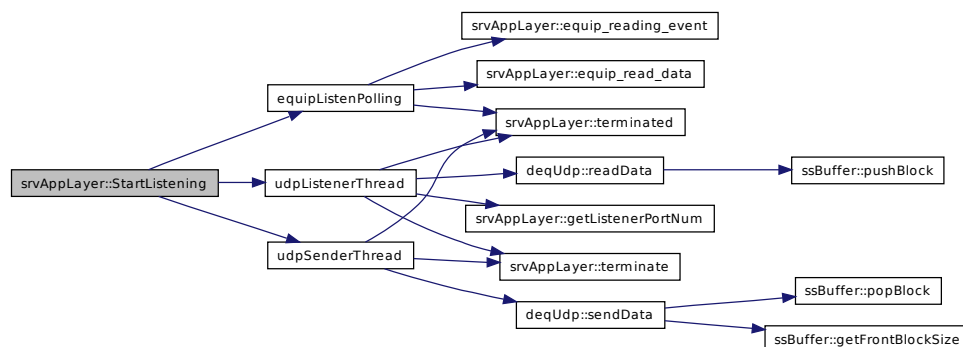 srvAppLayer::equip_reading_event
srvAppLayer::equip_read_data
equipListenPolling
srvAppLayer::terminated
srvAppLayer::StartListening
udpListenerThread
deqUdp::readData
ssBuffer::pushBlock
srvAppLayer::getListenerPortNum
udpSenderThread
srvAppLayer::terminate
ssBuffer::popBlock
deqUdp::sendData
ssBuffer::getFrontBlockSize